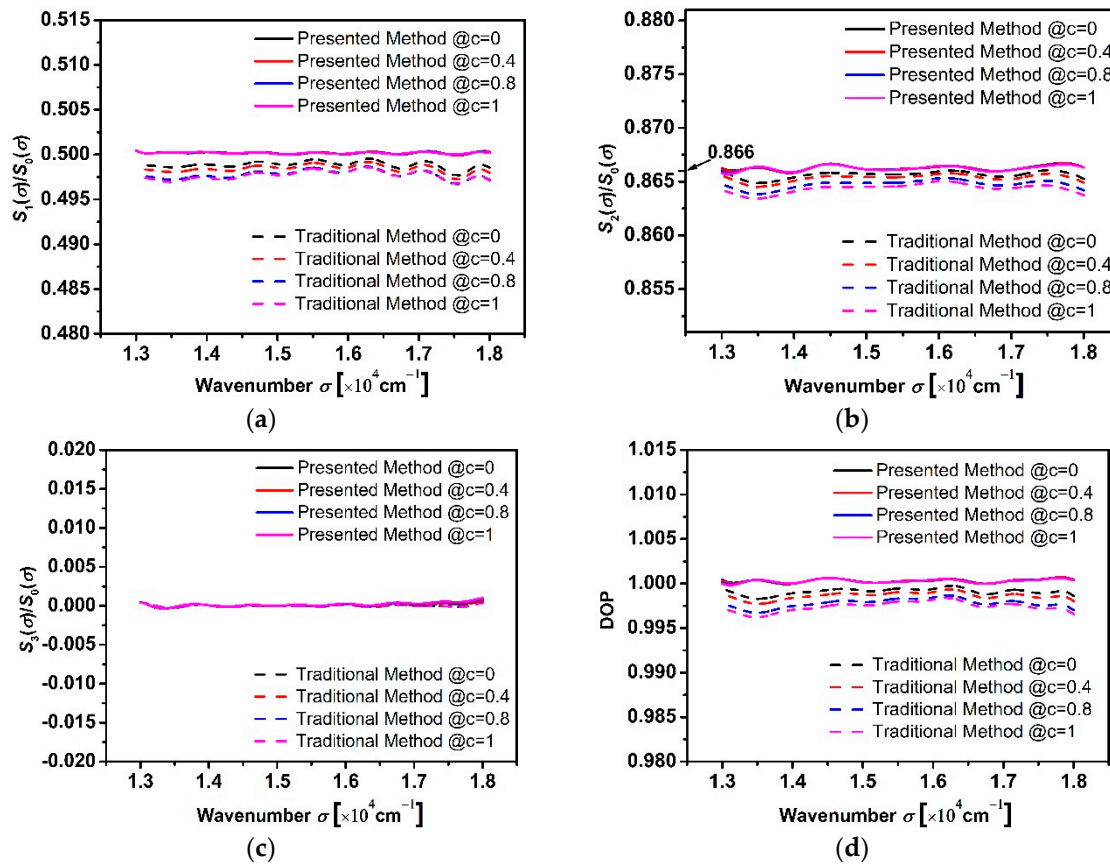 0.515
0.510
0.505
0.500
0.495
0.490
0.485
0.480
S₁(σ)/S₀(σ)
Presented Method @c=0
Presented Method @c=0.4
Presented Method @c=0.8
Presented Method @c=1
Traditional Method @c=0
Traditional Method @c=0.4
Traditional Method @c=0.8
Traditional Method @c=1
1.3 1.4 1.5 1.6 1.7 1.8
Wavenumber σ [×10⁴cm⁻¹]
(a)
0.880
0.875
0.870
0.865
0.860
0.855
S₂(σ)/S₀(σ)
0.866
Presented Method @c=0
Presented Method @c=0.4
Presented Method @c=0.8
Presented Method @c=1
Traditional Method @c=0
Traditional Method @c=0.4
Traditional Method @c=0.8
Traditional Method @c=1
1.3 1.4 1.5 1.6 1.7 1.8
Wavenumber σ [×10⁴cm⁻¹]
(b)
0.020
0.015
0.010
0.005
0.000
-0.005
-0.010
-0.015
-0.020
S₃(σ)/S₀(σ)
Presented Method @c=0
Presented Method @c=0.4
Presented Method @c=0.8
Presented Method @c=1
Traditional Method @c=0
Traditional Method @c=0.4
Traditional Method @c=0.8
Traditional Method @c=1
1.3 1.4 1.5 1.6 1.7 1.8
Wavenumber σ [×10⁴cm⁻¹]
(c)
1.015
1.010
1.005
1.000
0.995
0.990
0.985
0.980
DOP
Presented Method @c=0
Presented Method @c=0.4
Presented Method @c=0.8
Presented Method @c=1
Traditional Method @c=0
Traditional Method @c=0.4
Traditional Method @c=0.8
Traditional Method @c=1
1.3 1.4 1.5 1.6 1.7 1.8
Wavenumber σ [×10⁴cm⁻¹]
(d)